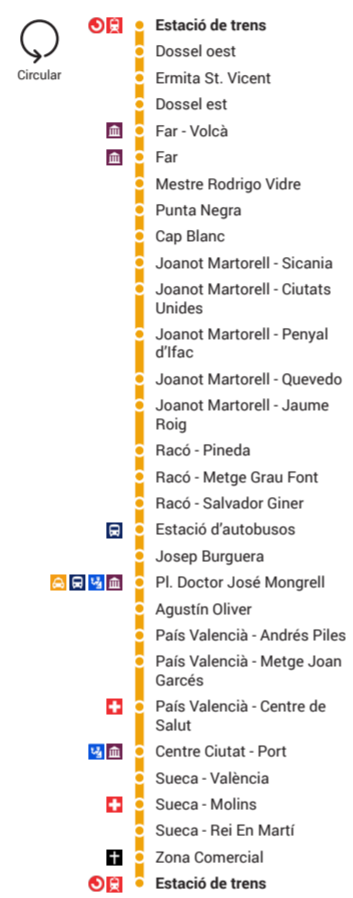 Circular
Estació de trens
Dossel oest
Ermita St. Vicent
Dossel est
Far - Volcà
Far
Mestre Rodrigo Vidre
Punta Negra
Cap Blanc
Joanot Martorell - Sicania
Joanot Martorell - Ciutats
Unides
Joanot Martorell - Penyal
d'Ifac
Joanot Martorell - Quevedo
Joanot Martorell - Jaume
Roig
Racó - Pineda
Racó - Metge Grau Font
Racó - Salvador Giner
Estació d'autobusos
Josep Burguera
Pl. Doctor José Mongrell
Agustín Oliver
País Valencià - Andrés Piles
País Valencià - Metge Joan
Garcés
País Valencià - Centre de
Salut
Centre Ciutat - Port
Sueca - València
Sueca - Molins
Sueca - Rei En Martí
Zona Comercial
Estació de trens